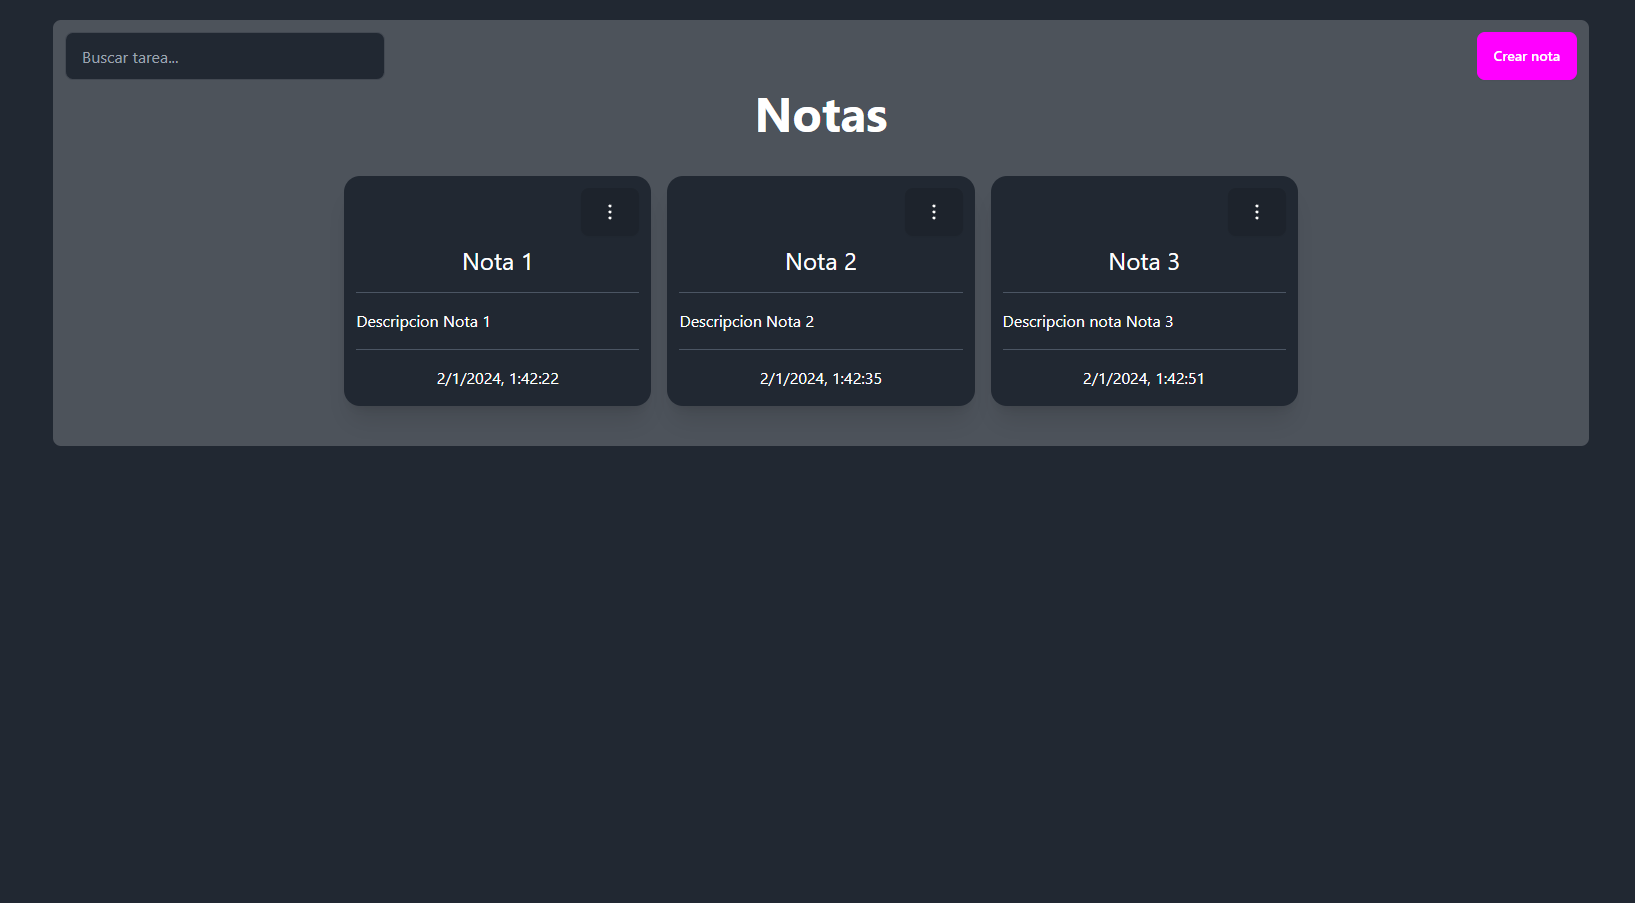 Buscar tarea...
Crear nota
Notas
Nota 1
Descripcion Nota 1
2/1/2024, 1:42:22
Nota 2
Descripcion Nota 2
2/1/2024, 1:42:35
Nota 3
Descripcion nota Nota 3
2/1/2024, 1:42:51